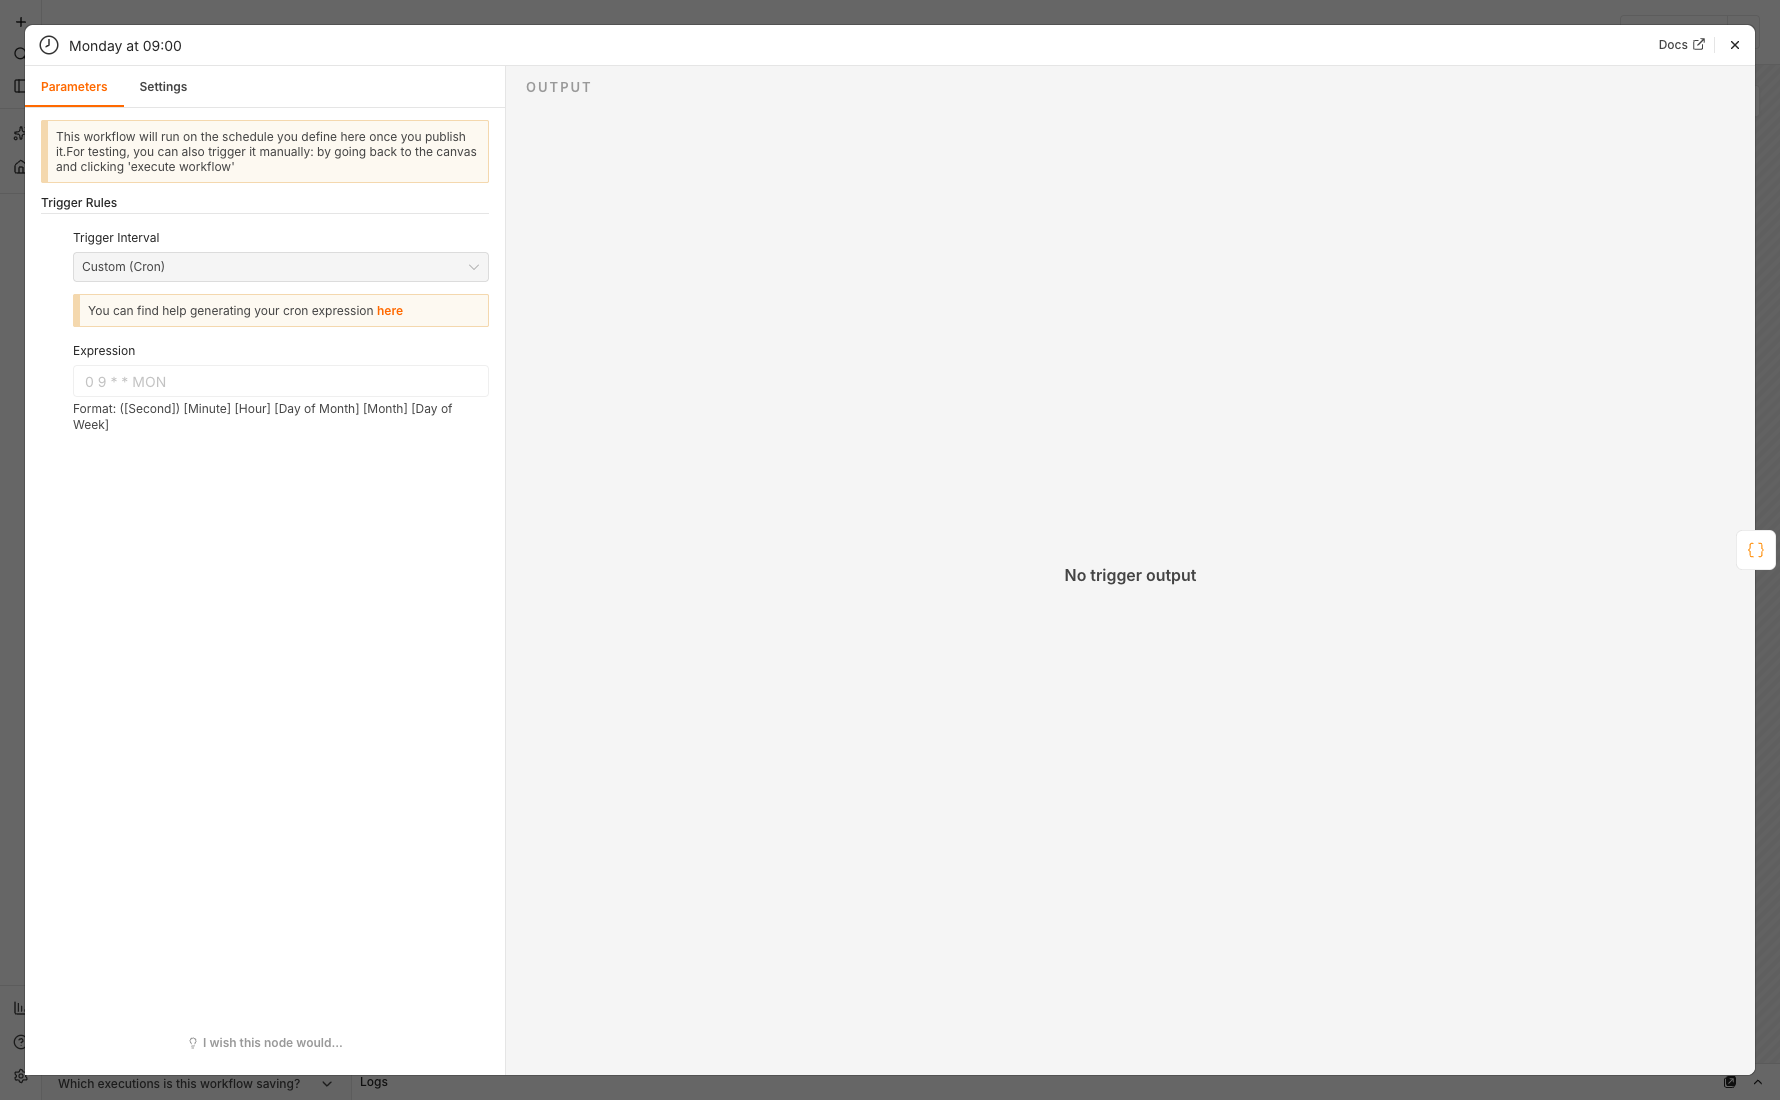 Monday at 09:00
Docs
Parameters
Settings
OUTPUT
This workflow will run on the schedule you define here once you publish
it.For testing, you can also trigger it manually: by going back to the canvas
and clicking 'execute workflow'
Trigger Rules
Trigger Interval
Custom (Cron)
You can find help generating your cron expression here
Expression
0 9 * * MON
Format: ([Second]) [Minute] [Hour] [Day of Month] [Month] [Day of
Week]
{}
No trigger output
I wish this node would...
Which executions is this workflow saving?
Logs